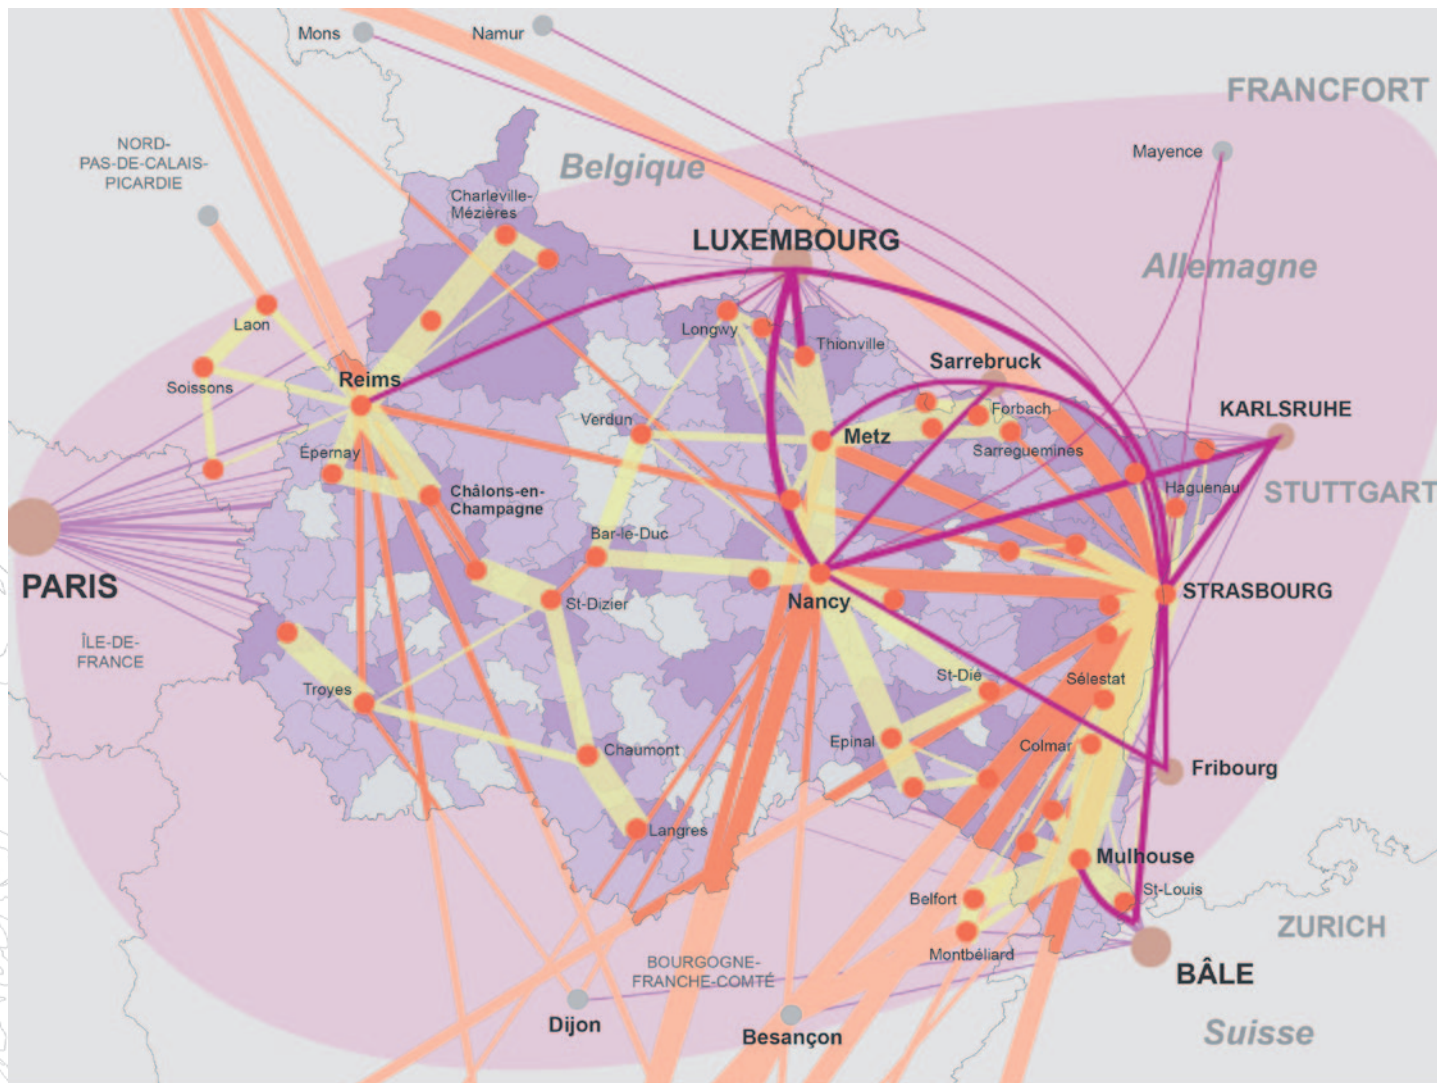 Mons
Namur
FRANCFORT
NORD-
PAS-DE-CALAIS-
PICARDIE
Belgique
Mayence
Charleville-
Mézières
LUXEMBOURG
Allemagne
Laon
Longwy
Thionville
Soissons
Reims
Sarrebruck
Verdun
Forbach
KARLSRUHE
Metz
Sarreguemines
Épernay
Châlons-en-
Champagne
Haguenau
STUTTGART
Bar-le-Duc
PARIS
St-Dizier
Nancy
STRASBOURG
ÎLE-DE-
FRANCE
Troyes
St-Dié
Sélestat
Epinal
Colmar
Chaumont
Fribourg
Langres
Mulhouse
Belfort
St-Louis
ZURICH
Montbéliard
BOURGOGNE-
FRANCHE-COMTÉ
BÂLE
Dijon
Besançon
Suisse